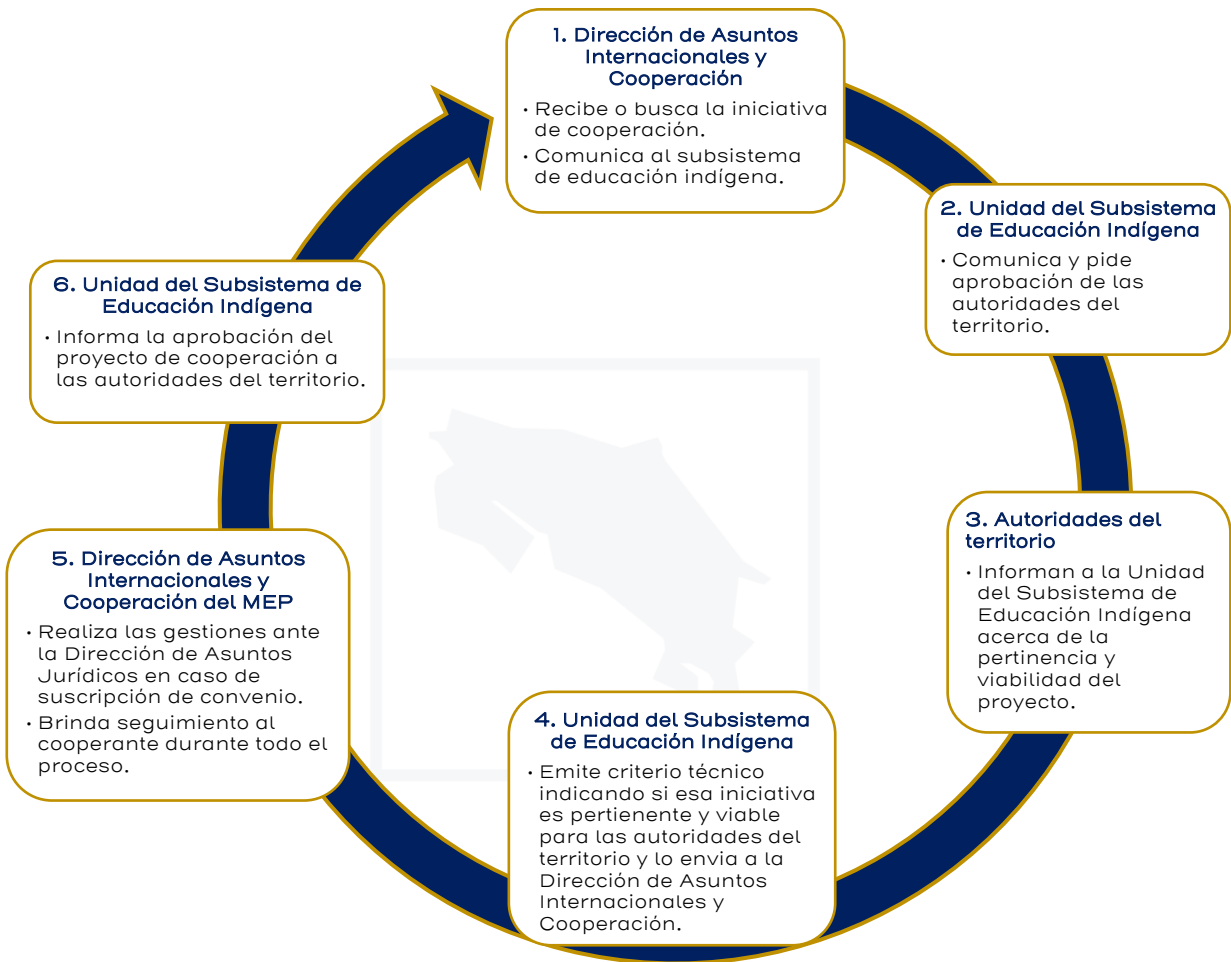 1. Dirección de Asuntos
Internacionales y
Cooperación
· Recibe o busca la iniciativa
de cooperación.
· Comunica al subsistema
de educación indígena.
2. Unidad del Subsistema
de Educación Indígena
· Comunica y pide
aprobación de las
autoridades del
territorio.
3. Autoridades del
territorio
· Informan a la Unidad
del Subsistema de
Educación Indígena
acerca de la
pertinencia y
viabilidad del
proyecto.
4. Unidad del Subsistema
de Educación Indígena
· Emite criterio técnico
indicando si esa iniciativa
es pertienente y viable
para las autoridades del
territorio y lo envia a la
Dirección de Asuntos
Internacionales y
Cooperación.
5. Dirección de Asuntos
Internacionales y
Cooperación del MEP
· Realiza las gestiones ante
la Dirección de Asuntos
Jurídicos en caso de
suscripción de convenio.
· Brinda seguimiento al
cooperante durante todo el
proceso.
6. Unidad del Subsistema de
Educación Indígena
· Informa la aprobación del
proyecto de cooperación a
las autoridades del territorio.